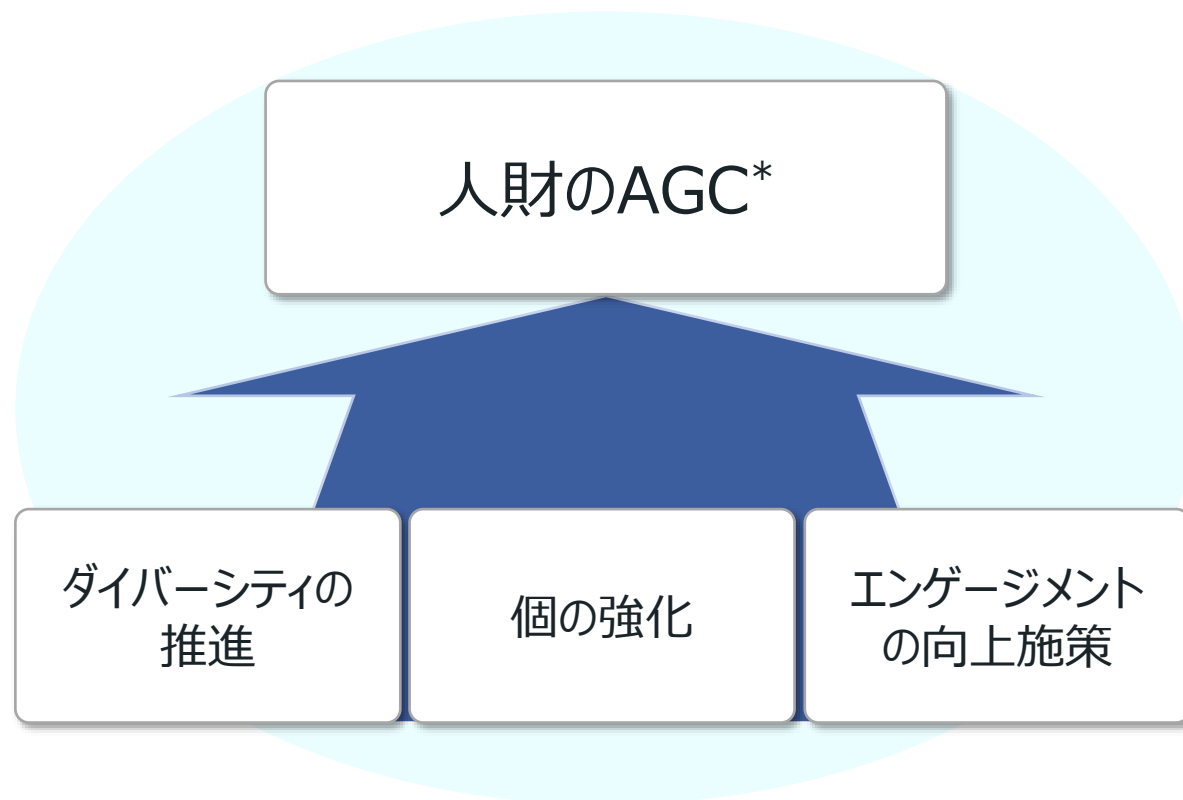 人財のAGC*
ダイバーシティの
推進
個の強化
エンゲージメント
の向上施策